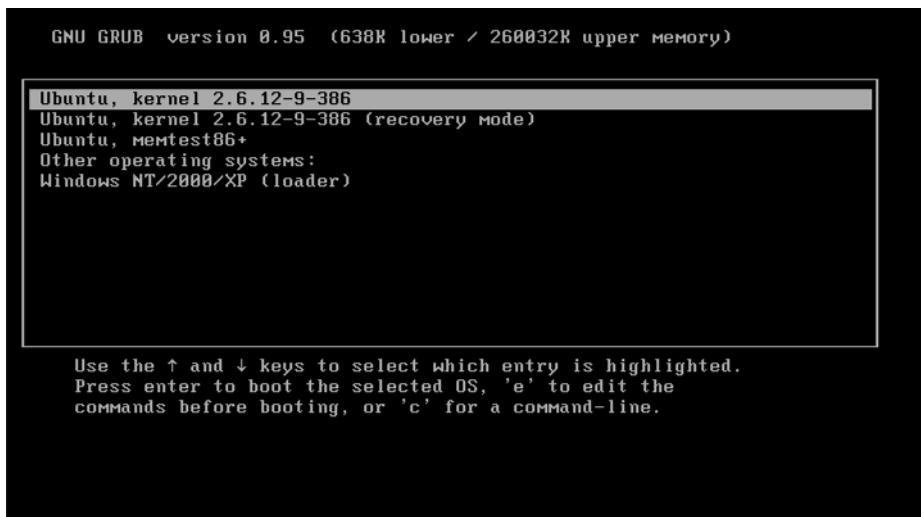 GNU GRUB  version 0.95  (638K lower / 260032K upper memory)
Ubuntu, kernel 2.6.12-9-386
Ubuntu, kernel 2.6.12-9-386 (recovery mode)
Ubuntu, memtest86+
Other operating systems:
Windows NT/2000/XP (loader)
Use the ↑ and ↓ keys to select which entry is highlighted.
Press enter to boot the selected OS, 'e' to edit the
commands before booting, or 'c' for a command-line.